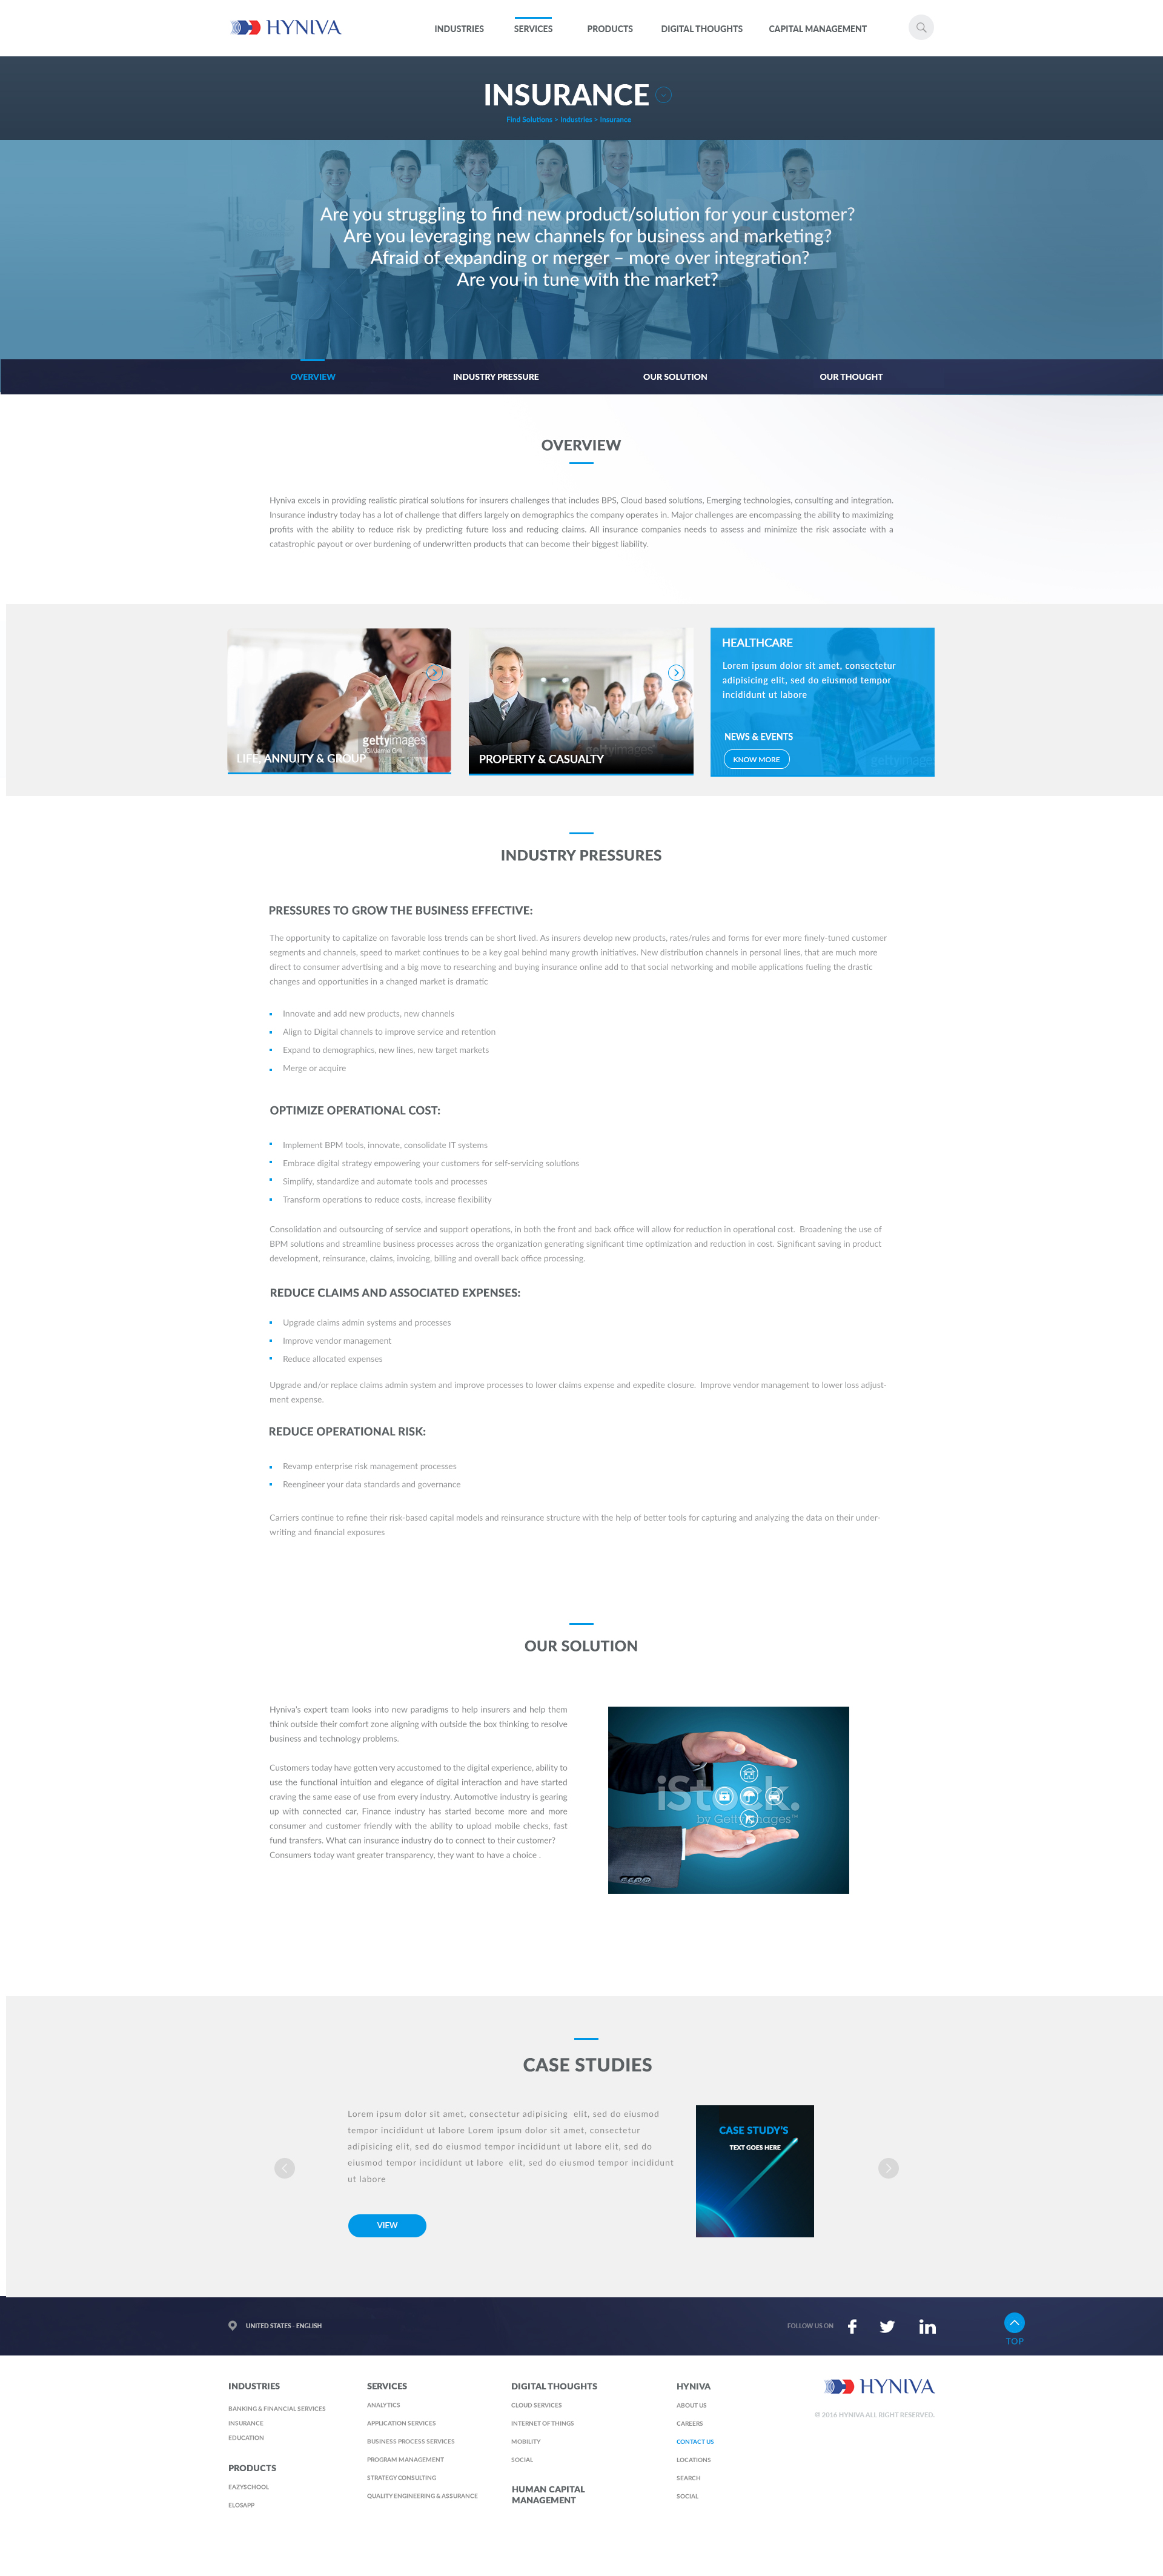 HYNIVA
INDUSTRIES
SERVICES
PRODUCTS
DIGITAL THOUGHTS
CAPITAL MANAGEMENT
INSURANCE
Find Solutions > Industries > Insurance
Are you struggling to find new product/solution for your customer?
Are you leveraging new channels for business and marketing?
Afraid of expanding or merger – more over integration?
Are you in tune with the market?
OVERVIEW
INDUSTRY PRESSURE
OUR SOLUTION
OUR THOUGHT
OVERVIEW
Hyniva excels in providing realistic piratical solutions for insurers challenges that includes BPS, Cloud based solutions, Emerging technologies, consulting and integration.
Insurance industry today has a lot of challenge that differs largely on demographics the company operates in. Major challenges are encompassing the ability to maximizing
profits with the ability to reduce risk by predicting future loss and reducing claims. All insurance companies needs to assess and minimize the risk associate with a
catastrophic payout or over burdening of underwritten products that can become their biggest liability.
gettyimages
LIFE, ANNUITY & GROUP
gettyimages
PROPERTY & CASUALTY
HEALTHCARE
Lorem ipsum dolor sit amet, consectetur
adipisicing elit, sed do eiusmod tempor
incididunt ut labore
NEWS & EVENTS
KNOW MORE
gettyimages
INDUSTRY PRESSURES
PRESSURES TO GROW THE BUSINESS EFFECTIVE:
The opportunity to capitalize on favorable loss trends can be short lived. As insurers develop new products, rates/rules and forms for ever more finely-tuned customer
segments and channels, speed to market continues to be a key goal behind many growth initiatives. New distribution channels in personal lines, that are much more
direct to consumer advertising and a big move to researching and buying insurance online add to that social networking and mobile applications fueling the drastic
changes and opportunities in a changed market is dramatic
Innovate and add new products, new channels
Align to Digital channels to improve service and retention
Expand to demographics, new lines, new target markets
Merge or acquire
OPTIMIZE OPERATIONAL COST:
Implement BPM tools, innovate, consolidate IT systems
Embrace digital strategy empowering your customers for self-servicing solutions
Simplify, standardize and automate tools and processes
Transform operations to reduce costs, increase flexibility
Consolidation and outsourcing of service and support operations, in both the front and back office will allow for reduction in operational cost. Broadening the use of
BPM solutions and streamline business processes across the organization generating significant time optimization and reduction in cost. Significant saving in product
development, reinsurance, claims, invoicing, billing and overall back office processing.
REDUCE CLAIMS AND ASSOCIATED EXPENSES:
Upgrade claims admin systems and processes
Improve vendor management
Reduce allocated expenses
Upgrade and/or replace claims admin system and improve processes to lower claims expense and expedite closure. Improve vendor management to lower loss adjust-
ment expense.
REDUCE OPERATIONAL RISK:
Revamp enterprise risk management processes
Reengineer your data standards and governance
Carriers continue to refine their risk-based capital models and reinsurance structure with the help of better tools for capturing and analyzing the data on their under-
writing and financial exposures
OUR SOLUTION
Hyniva's expert team looks into new paradigms to help insurers and help them
think outside their comfort zone aligning with outside the box thinking to resolve
business and technology problems.
Customers today have gotten very accustomed to the digital experience, ability to
use the functional intuition and elegance of digital interaction and have started
craving the same ease of use from every industry. Automotive industry is gearing
up with connected car, Finance industry has started become more and more
consumer and customer friendly with the ability to upload mobile checks, fast
fund transfers. What can insurance industry do to connect to their customer?
Consumers today want greater transparency, they want to have a choice .
iStock.
by Getty Images™
CASE STUDIES
Lorem ipsum dolor sit amet, consectetur adipisicing elit, sed do eiusmod
tempor incididunt ut labore Lorem ipsum dolor sit amet, consectetur
adipisicing elit, sed do eiusmod tempor incididunt ut labore elit, sed do
eiusmod tempor incididunt ut labore elit, sed do eiusmod tempor incididunt
ut labore
VIEW
CASE STUDY'S
TEXT GOES HERE
UNITED STATES - ENGLISH
FOLLOW US ON
TOP
INDUSTRIES
BANKING & FINANCIAL SERVICES
INSURANCE
EDUCATION
PRODUCTS
EAZYSCHOOL
ELOSAPP
SERVICES
ANALYTICS
APPLICATION SERVICES
BUSINESS PROCESS SERVICES
PROGRAM MANAGEMENT
STRATEGY CONSULTING
QUALITY ENGINEERING & ASSURANCE
DIGITAL THOUGHTS
CLOUD SERVICES
INTERNET OF THINGS
MOBILITY
SOCIAL
HUMAN CAPITAL
MANAGEMENT
HYNIVA
ABOUT US
CAREERS
CONTACT US
LOCATIONS
SEARCH
SOCIAL
HYNIVA
@ 2016 HYNIVA ALL RIGHT RESERVED.